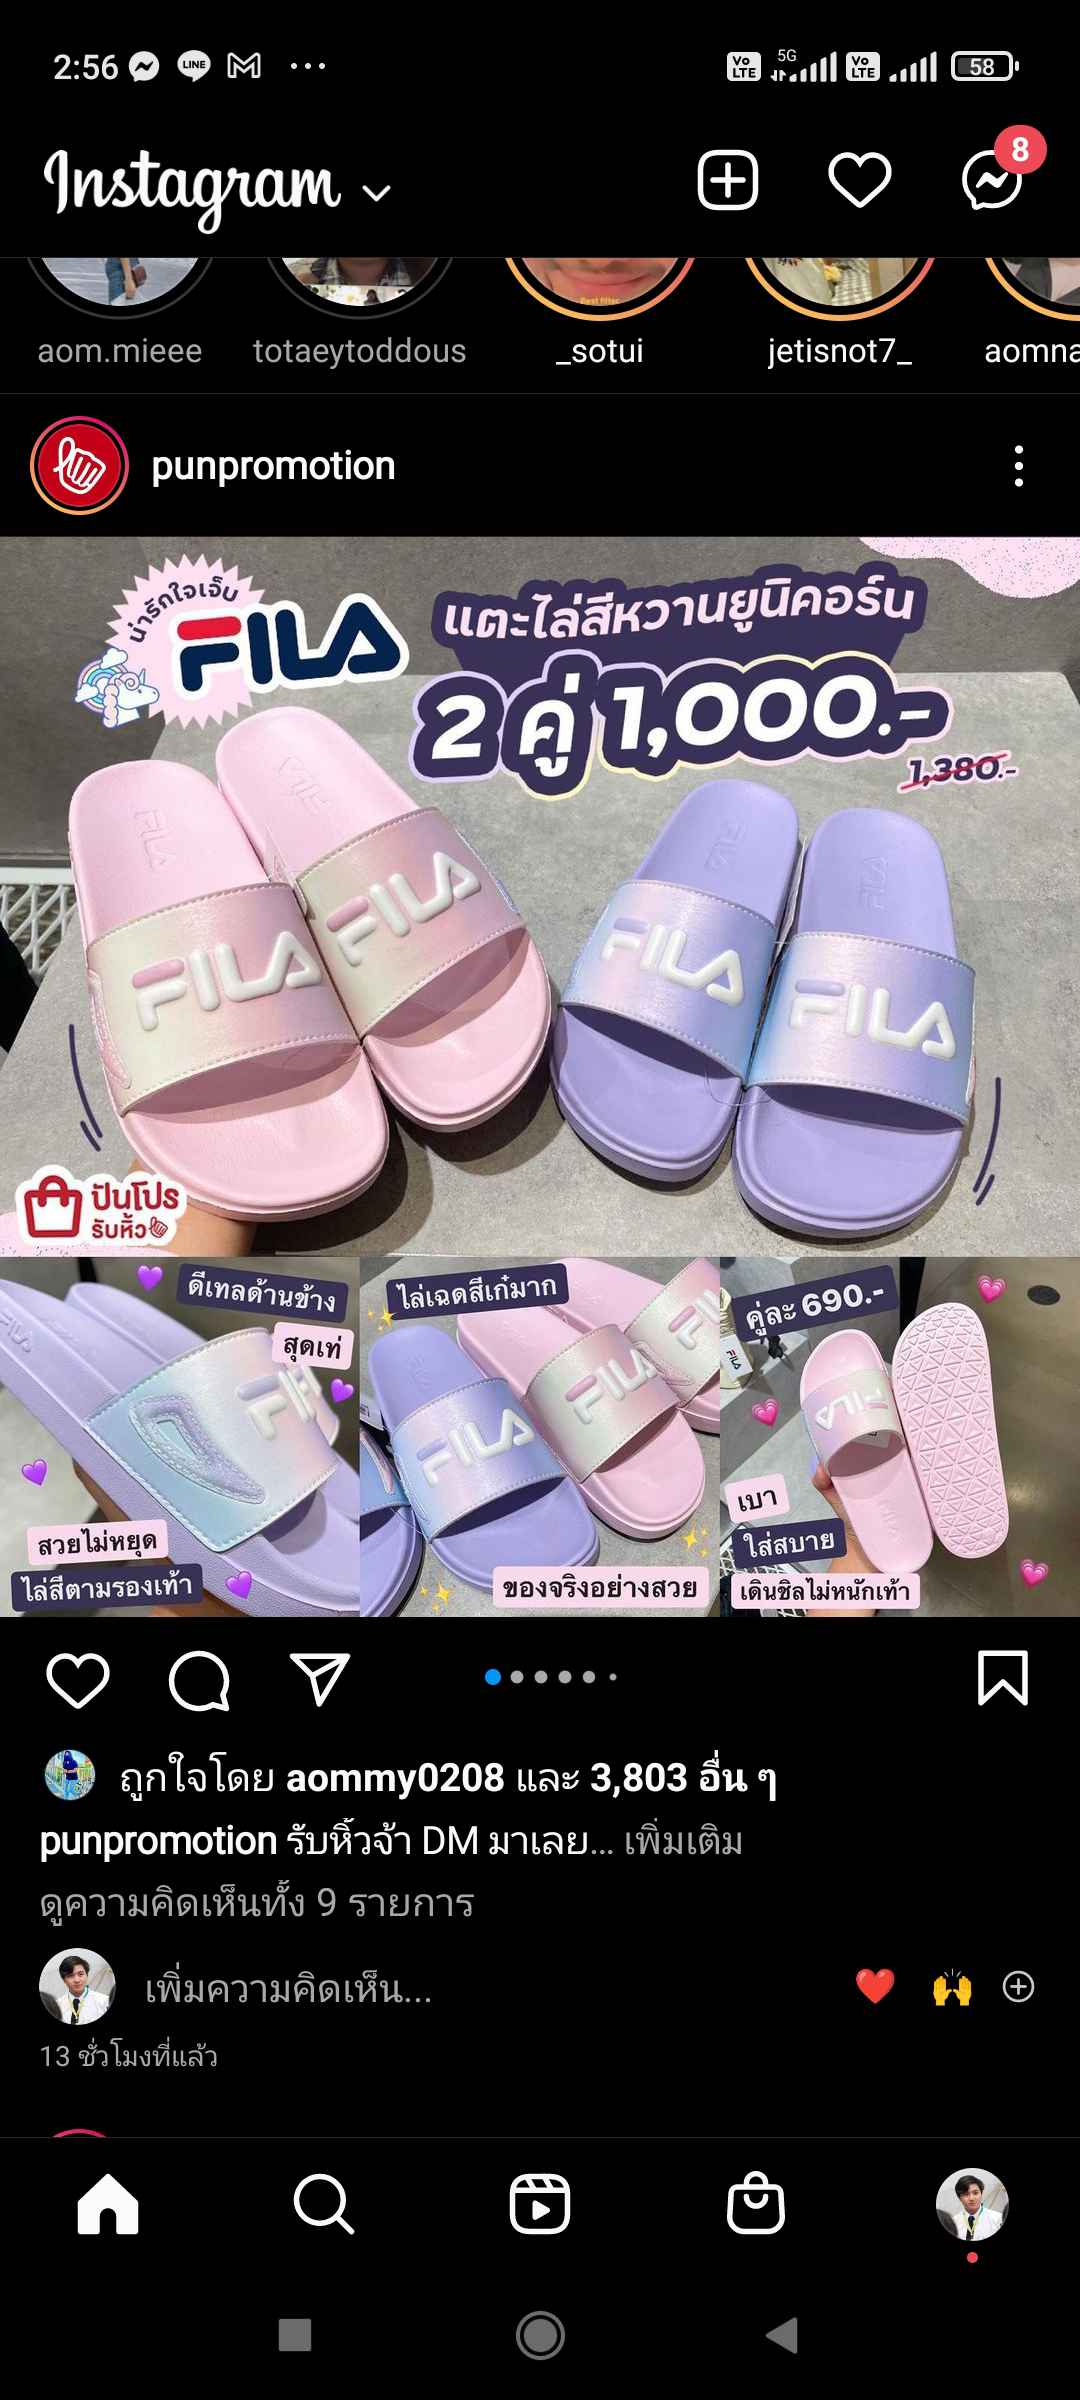 2:56
LINE
Vo LTE
5G
Vo LTE
58
Instagram
8
Best filter
aom.mieee
totaeytoddous
_sotui
jetisnot7_
aomna
punpromotion
น่ารักใจเจ็บ
FILA
แตะไล่สีหวานยูนิคอร์น
2 คู่ 1,000.-
1,380.-
FILA
FILA
FILA
FILA
FILA
FILA
FILA
FILA
ปันโปร
รับหิ้ว
ดีเทลด้านข้าง
สุดเท่
FILA
สวยไม่หยุด
ไล่สีตามรองเท้า
ไล่เฉดสีเก๋มาก
FILA
FILA
ของจริงอย่างสวย
คู่ละ 690.-
FILA
FILA
เบา
ใส่สบาย
เดินชิลไม่หนักเท้า
ถูกใจโดย aommy0208 และ 3,803 อื่น ๆ
punpromotion รับหิ้วจ้า DM มาเลย... เพิ่มเติม
ดูความคิดเห็นทั้ง 9 รายการ
เพิ่มความคิดเห็น...
13 ชั่วโมงที่แล้ว